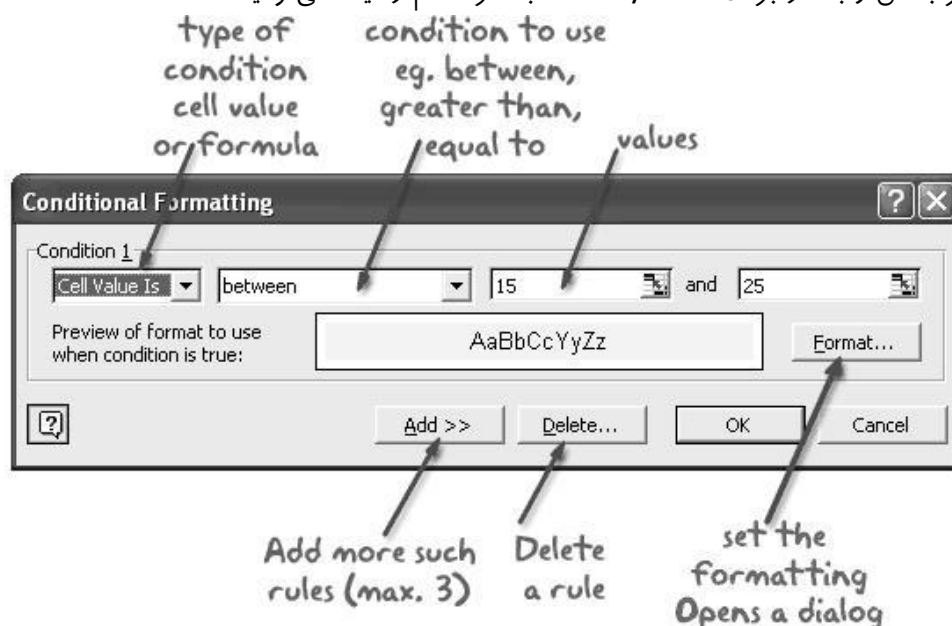 type of
condition
cell value
or formula
condition to use
eg. between,
greater than,
equal to
values
Conditional Formatting
Condition 1
Cell Value Is
between
15
and
25
Preview of format to use
when condition is true:
AaBbCcYyZz
Format...
Add >>
Delete...
OK
Cancel
Add more such
rules (max. 3)
Delete
a rule
set the
formatting
Opens a dialog